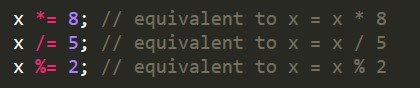 x *= 8; // equivalent to x = x * 8
x /= 5; // equivalent to x = x / 5
x %= 2; // equivalent to x = x % 2